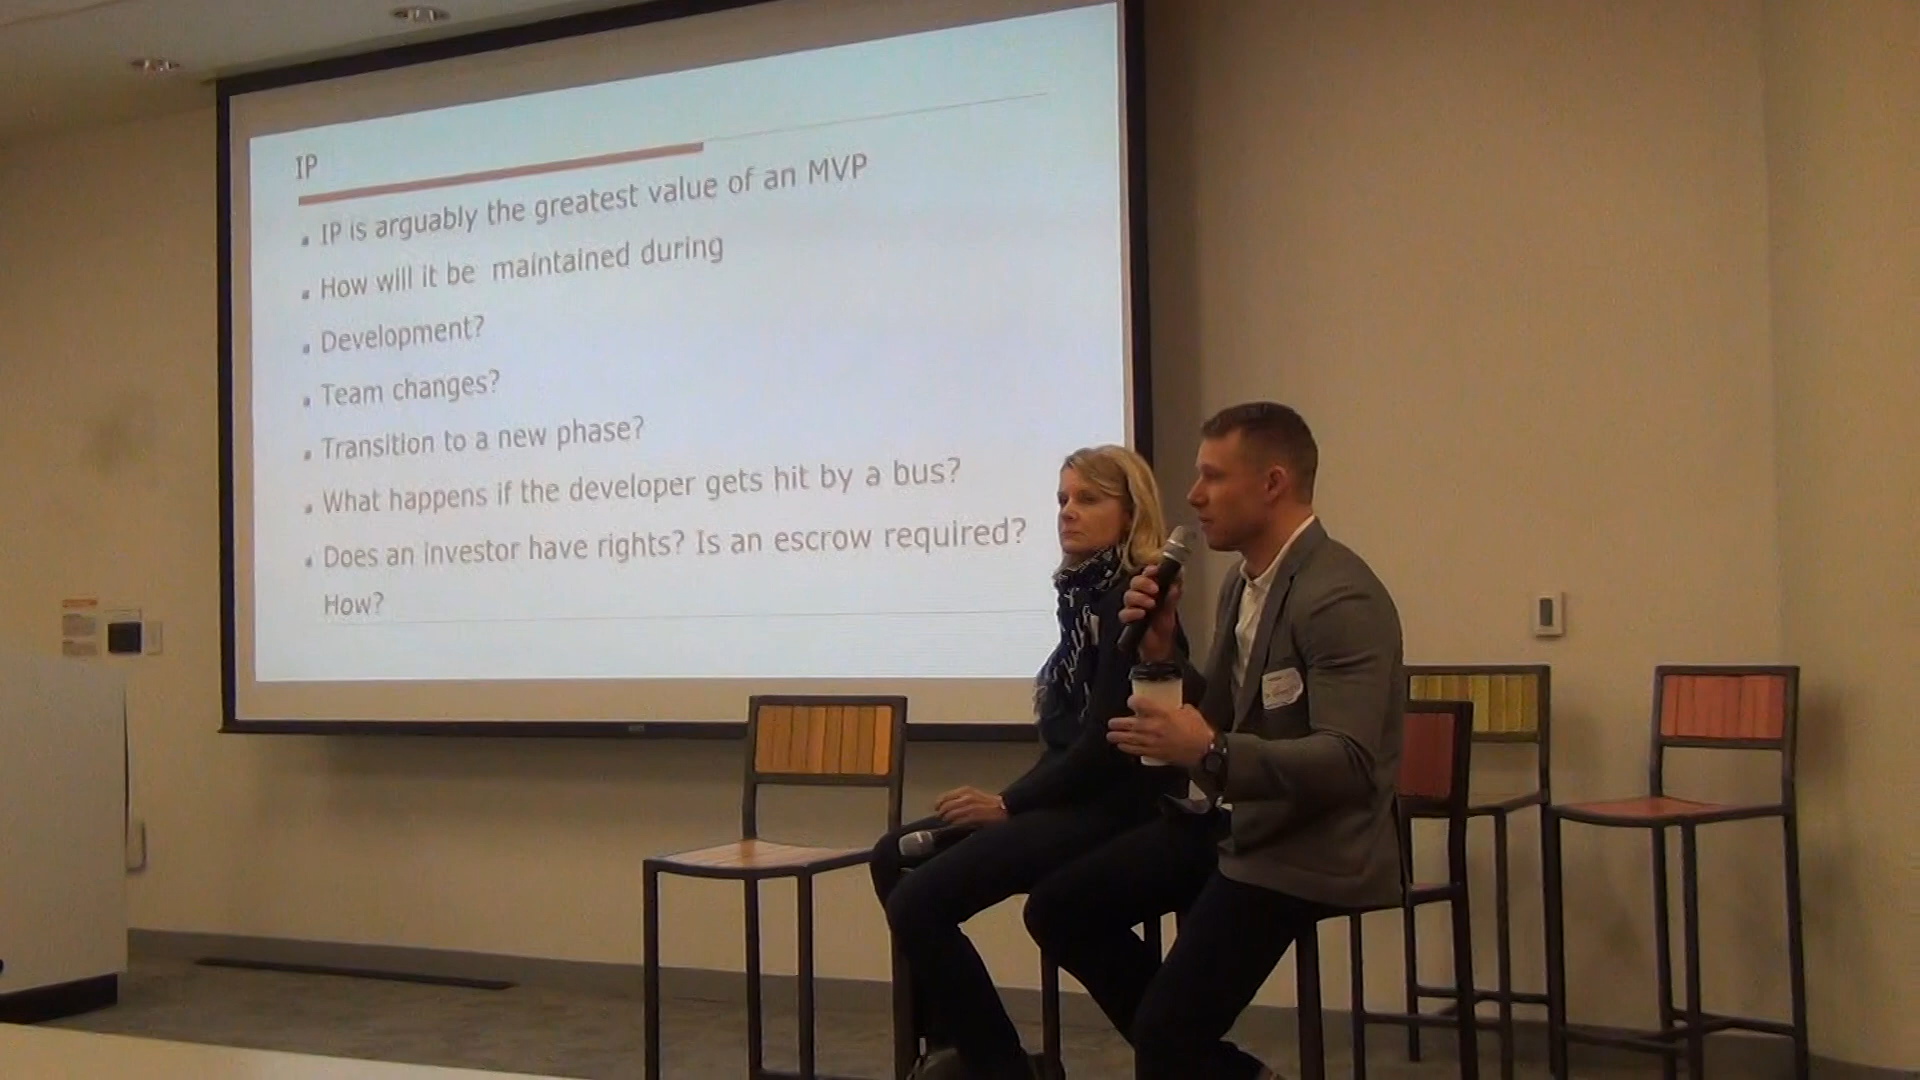 IP
IP is arguably the greatest value of an MVP
How will it be maintained during
Development?
Team changes?
Transition to a new phase?
What happens if the developer gets hit by a bus?
Does an investor have rights? Is an escrow required?
How?